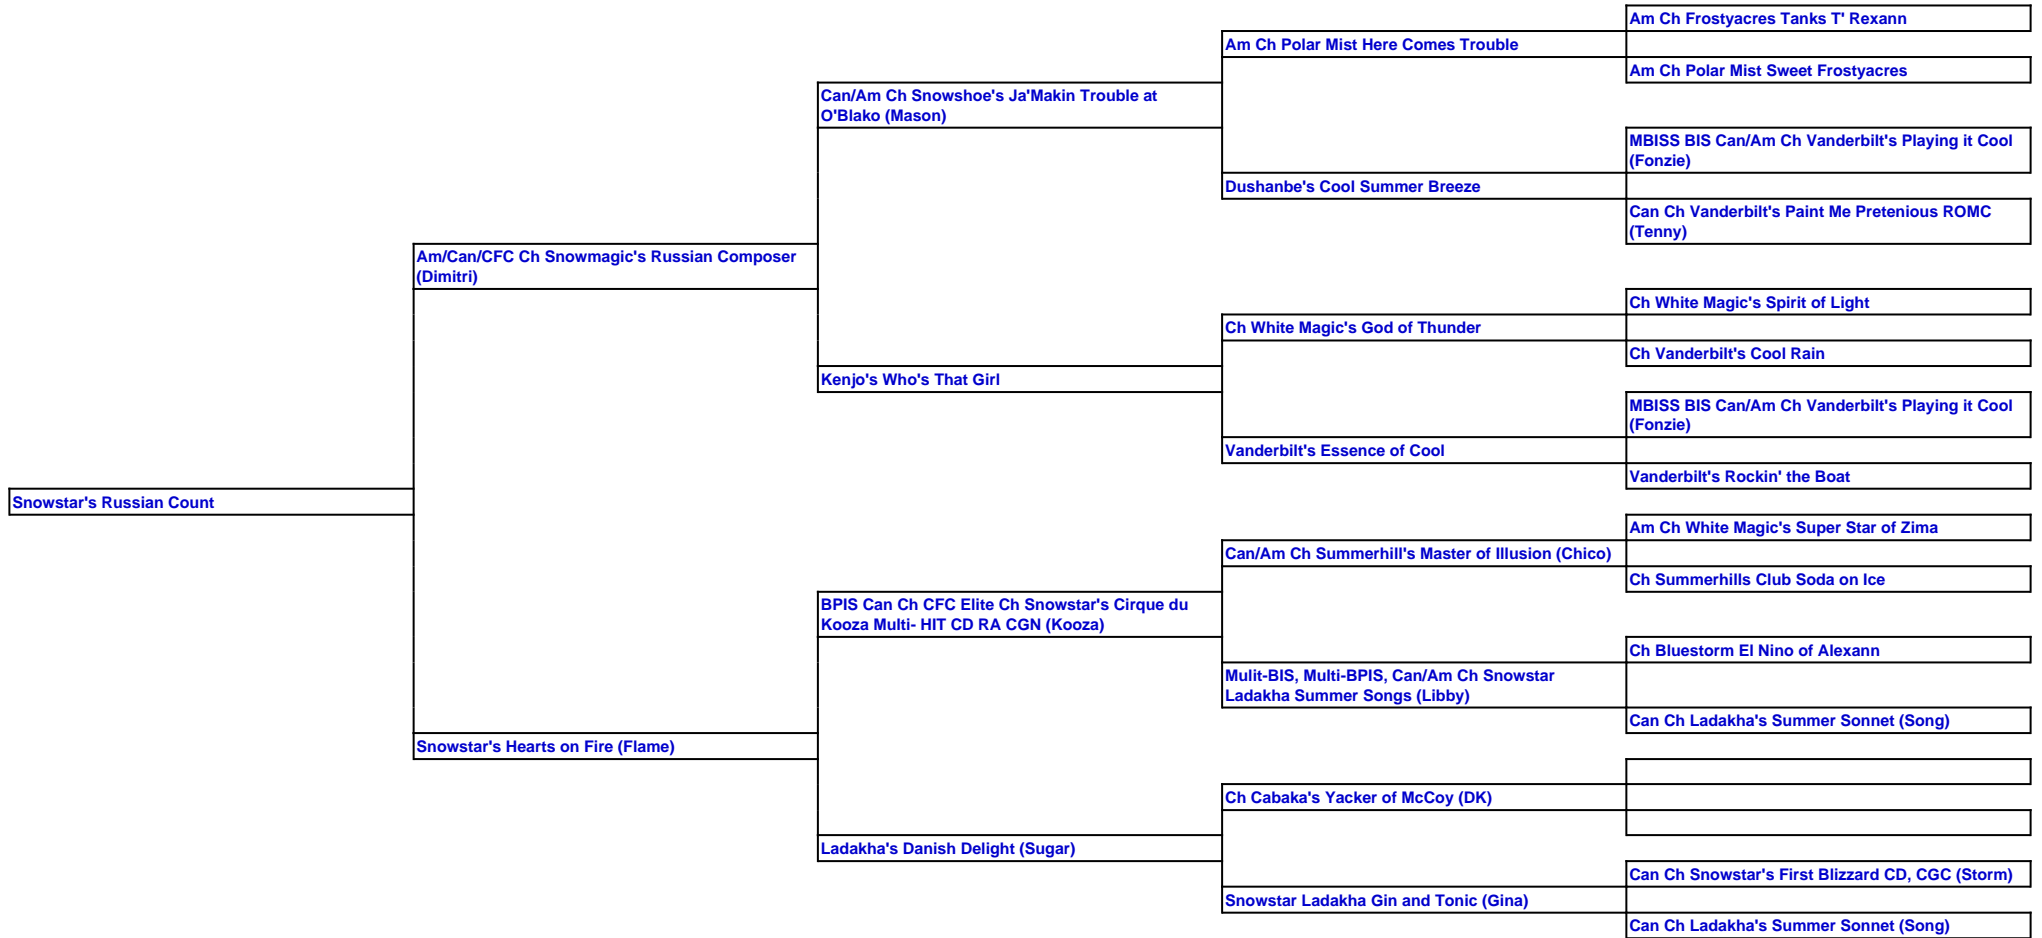 Am Ch Frostyacres Tanks T' Rexann
Am Ch Polar Mist Here Comes Trouble
Am Ch Polar Mist Sweet Frostyacres
Can/Am Ch Snowshoe's Ja'Makin Trouble at
O'Blako (Mason)
MBISS BIS Can/Am Ch Vanderbilt's Playing it Cool
(Fonzie)
Dushanbe's Cool Summer Breeze
Can Ch Vanderbilt's Paint Me Pretenious ROMC
(Tenny)
Am/Can/CFC Ch Snowmagic's Russian Composer
(Dimitri)
Ch White Magic's Spirit of Light
Ch White Magic's God of Thunder
Ch Vanderbilt's Cool Rain
Kenjo's Who's That Girl
MBISS BIS Can/Am Ch Vanderbilt's Playing it Cool
(Fonzie)
Vanderbilt's Essence of Cool
Vanderbilt's Rockin' the Boat
Snowstar's Russian Count
Am Ch White Magic's Super Star of Zima
Can/Am Ch Summerhill's Master of Illusion (Chico)
Ch Summerhills Club Soda on Ice
BPIS Can Ch CFC Elite Ch Snowstar's Cirque du
Kooza Multi- HIT CD RA CGN (Kooza)
Ch Bluestorm El Nino of Alexann
Mulit-BIS, Multi-BPIS, Can/Am Ch Snowstar
Ladakha Summer Songs (Libby)
Can Ch Ladakha's Summer Sonnet (Song)
Snowstar's Hearts on Fire (Flame)
Ch Cabaka's Yacker of McCoy (DK)
Ladakha's Danish Delight (Sugar)
Can Ch Snowstar's First Blizzard CD, CGC (Storm)
Snowstar Ladakha Gin and Tonic (Gina)
Can Ch Ladakha's Summer Sonnet (Song)